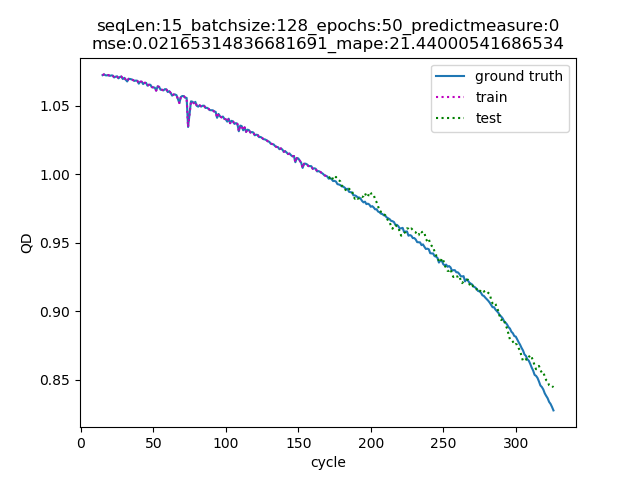 seqLen:15_batchsize:128_epochs:50_predictmeasure:0
mse:0.02165314836681691_mape:21.44000541686534
ground truth
train
test
1.05
1.00
0.95
0.90
0.85
QD
0 50 100 150 200 250 300
cycle